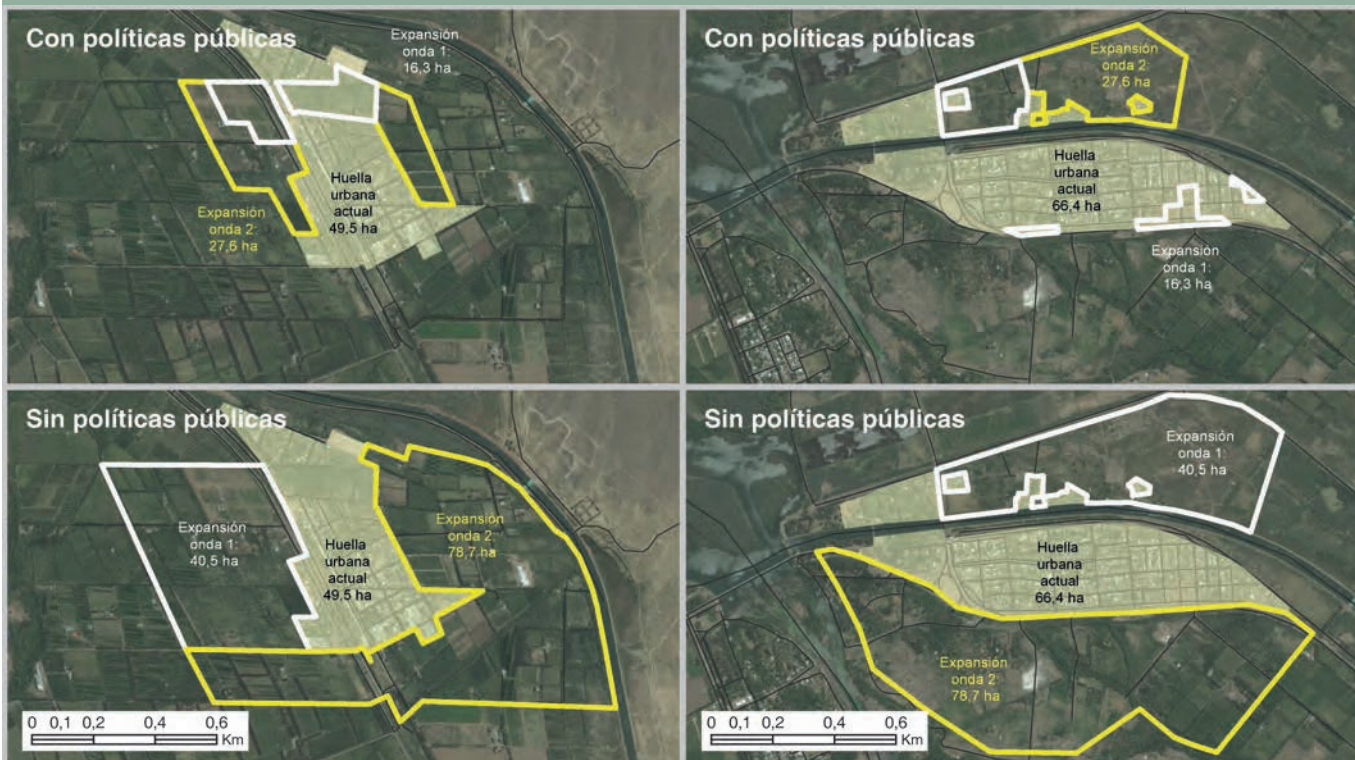 Con políticas públicas
Expansión
onda 1:
16,3 ha
Huella
urbana
actual
49,5 ha
Expansión
onda 2:
27,6 ha
Con políticas públicas
Expansión
onda 2:
27,6 ha
Huella
urbana
actual
66,4 ha
Expansión
onda 1:
16,3 ha
Sin políticas públicas
Expansión
onda 1:
40,5 ha
Huella
urbana
actual
49,5 ha
Expansión
onda 2:
78,7 ha
0 0,1 0,2 0,4 0,6
Km
Sin políticas públicas
Expansión
onda 1:
40,5 ha
Huella
urbana
actual
66,4 ha
Expansión
onda 2:
78,7 ha
0 0,1 0,2 0,4 0,6
Km